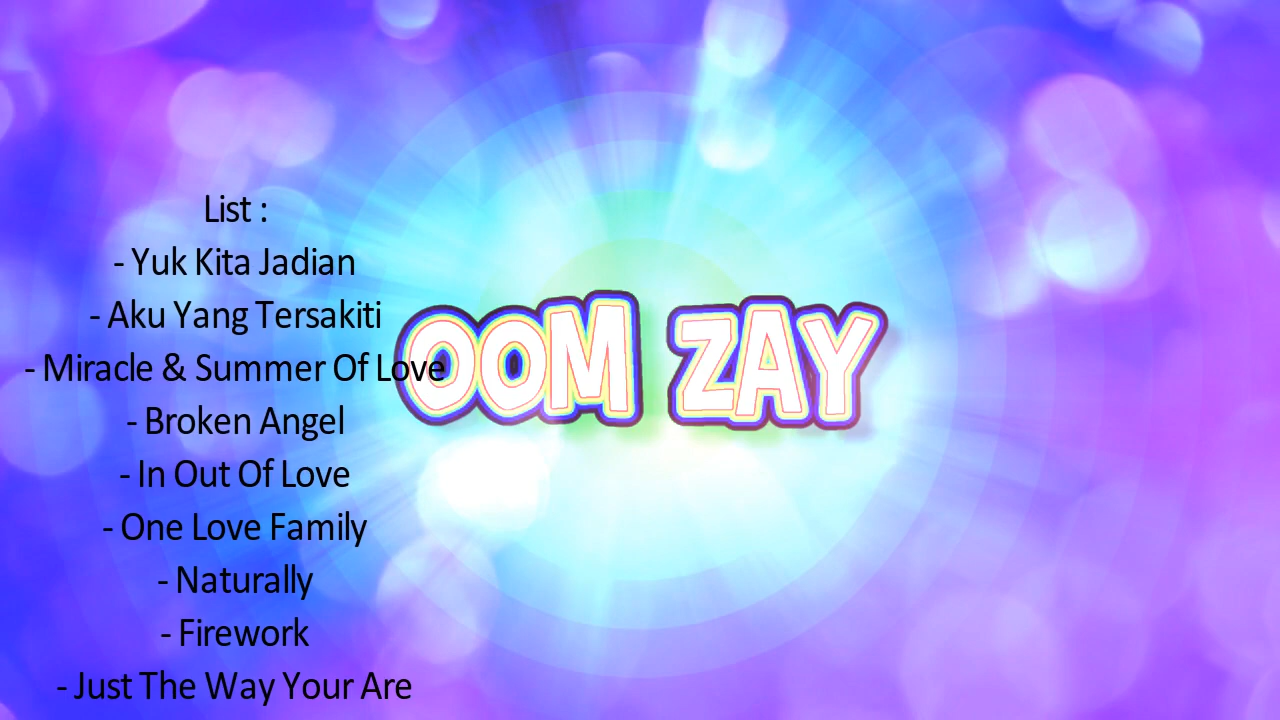 List :
- Yuk Kita Jadian
- Aku Yang Tersakiti
- Miracle & Summer Of Love
- Broken Angel
- In Out Of Love
- One Love Family
- Naturally
- Firework
- Just The Way Your Are
OOM ZAY